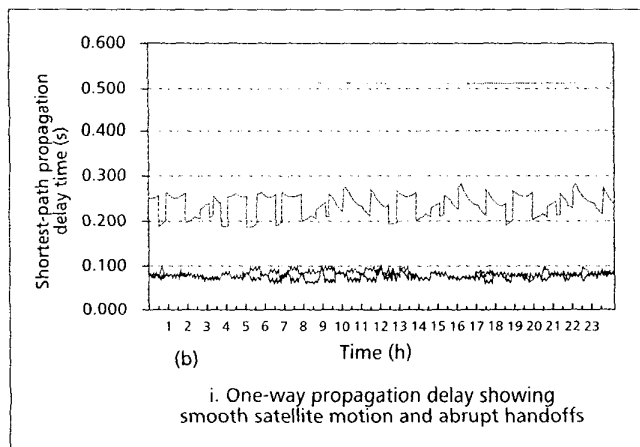 0.600
0.500
0.400
0.300
0.200
0.100
0.000
Shortest-path propagation
delay time (s)
1 2 3 4 5 6 7 8 9 10 11 12 13 14 15 16 17 18 19 20 21 22 23
(b)
Time (h)
i. One-way propagation delay showing
smooth satellite motion and abrupt handoffs